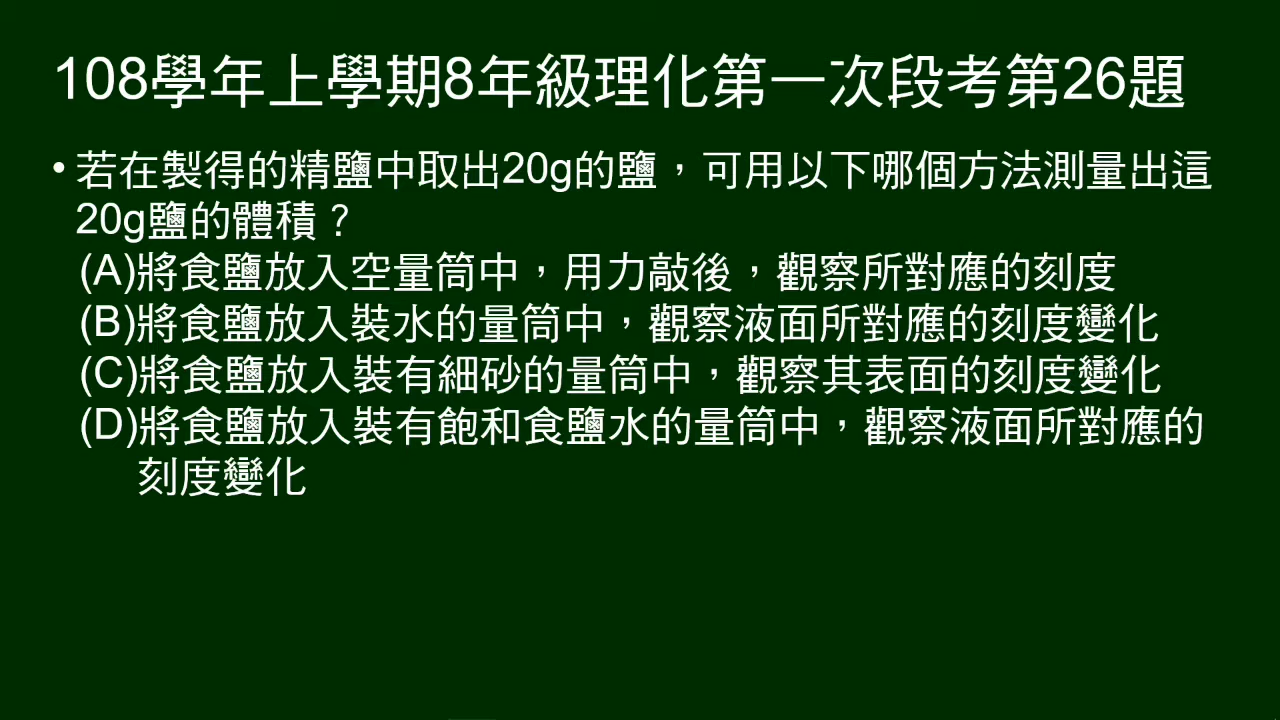 108學年上學期8年級理化第一次段考第26題
•若在製得的精鹽中取出20g的鹽，可用以下哪個方法測量出這
20g鹽的體積？
(A)將食鹽放入空量筒中，用力敲後，觀察所對應的刻度
(B)將食鹽放入裝水的量筒中，觀察液面所對應的刻度變化
(C)將食鹽放入裝有細砂的量筒中，觀察其表面的刻度變化
(D)將食鹽放入裝有飽和食鹽水的量筒中，觀察液面所對應的
刻度變化